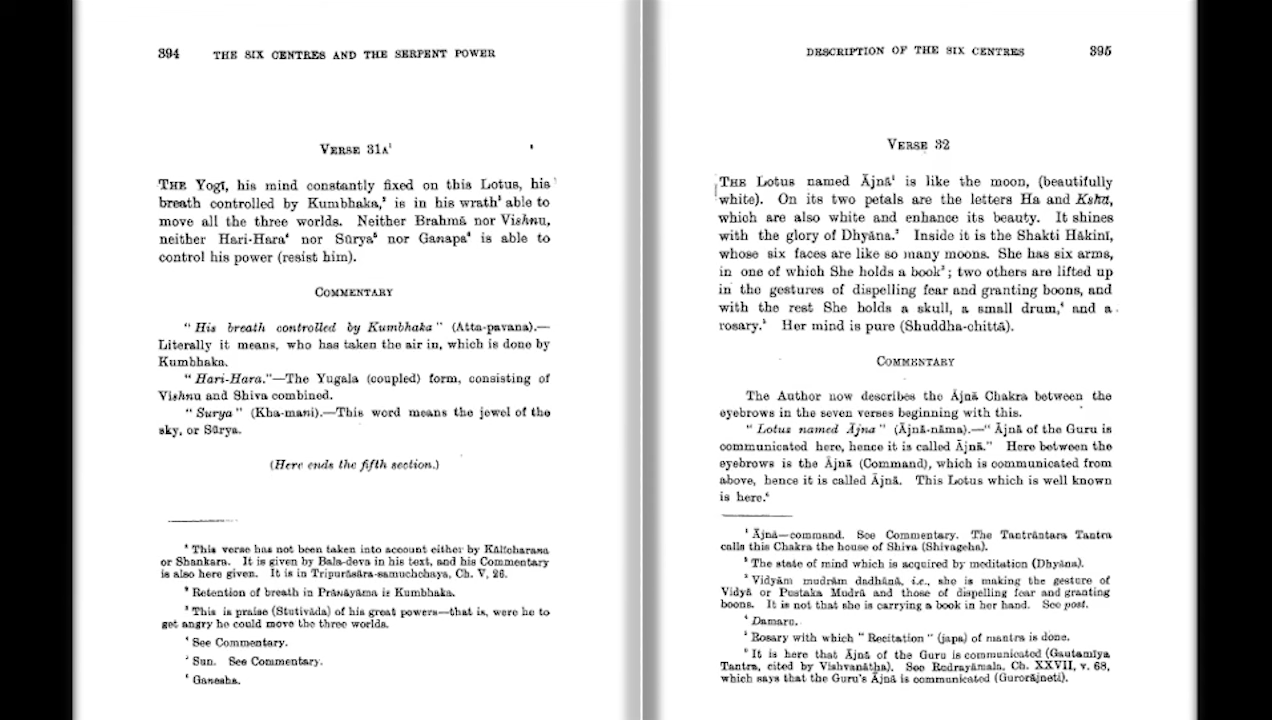 394 THE SIX CENTRES AND THE SERPENT POWER
VERSE 31A¹
THE Yogī, his mind constantly fixed on this Lotus, his
breath controlled by Kumbhaka,² is in his wrath³ able to
move all the three worlds. Neither Brahmā nor Vishnu,
neither Hari-Hara⁴ nor Sūrya⁵ nor Ganapa⁶ is able to
control his power (resist him).
COMMENTARY
" His breath controlled by Kumbhaka " (Atta-pavana).—
Literally it means, who has taken the air in, which is done by
Kumbhaka.
" Hari-Hara."—The Yugala (coupled) form, consisting of
Vishnu and Shiva combined.
" Surya " (Kha-mani).—This word means the jewel of the
sky, or Sūrya.
(Here ends the fifth section.)
¹ This verse has not been taken into account either by Kālīcharana
or Shankara. It is given by Bala-deva in his text, and his Commentary
is also here given. It is in Tripurāsāra-samuchchaya, Ch. V, 26.
² Retention of breath in Prānāyāma is Kumbhaka.
³ This is praise (Stutivāda) of his great powers—that is, were he to
get angry he could move the three worlds.
⁴ See Commentary.
⁵ Sun. See Commentary.
⁶ Ganesha.
DESCRIPTION OF THE SIX CENTRES 395
VERSE 32
THE Lotus named Ājnā¹ is like the moon, (beautifully
white). On its two petals are the letters Ha and Ksha,
which are also white and enhance its beauty. It shines
with the glory of Dhyāna.² Inside it is the Shakti Hākinī,
whose six faces are like so many moons. She has six arms,
in one of which She holds a book³ ; two others are lifted up
in the gestures of dispelling fear and granting boons, and
with the rest She holds a skull, a small drum,⁴ and a
rosary.⁵ Her mind is pure (Shuddha-chittā).
COMMENTARY
The Author now describes the Ājnā Chakra between the
eyebrows in the seven verses beginning with this.
" Lotus named Ājna " (Ājnā-nāma).—" Ājnā of the Guru is
communicated here, hence it is called Ājnā." Here between the
eyebrows is the Ājnā (Command), which is communicated from
above, hence it is called Ājnā. This Lotus which is well known
is here.⁶
¹ Ājnā—command. See Commentary. The Tantrāntara Tantra
calls this Chakra the house of Shiva (Shivageha).
² The state of mind which is acquired by meditation (Dhyāna).
³ Vidyām mudrām dadhānā, i.e., she is making the gesture of
Vidyā or Pustaka Mudrā and those of dispelling fear and granting
boons. It is not that she is carrying a book in her hand. See post.
⁴ Damaru.
⁵ Rosary with which " Recitation " (japa) of mantra is done.
⁶ It is here that Ājnā of the Guru is communicated (Gautamīya
Tantra, cited by Vishvanātha). See Rudrayāmala, Ch. XXVII, v. 68,
which says that the Guru's Ājnā is communicated (Gurorājneti).